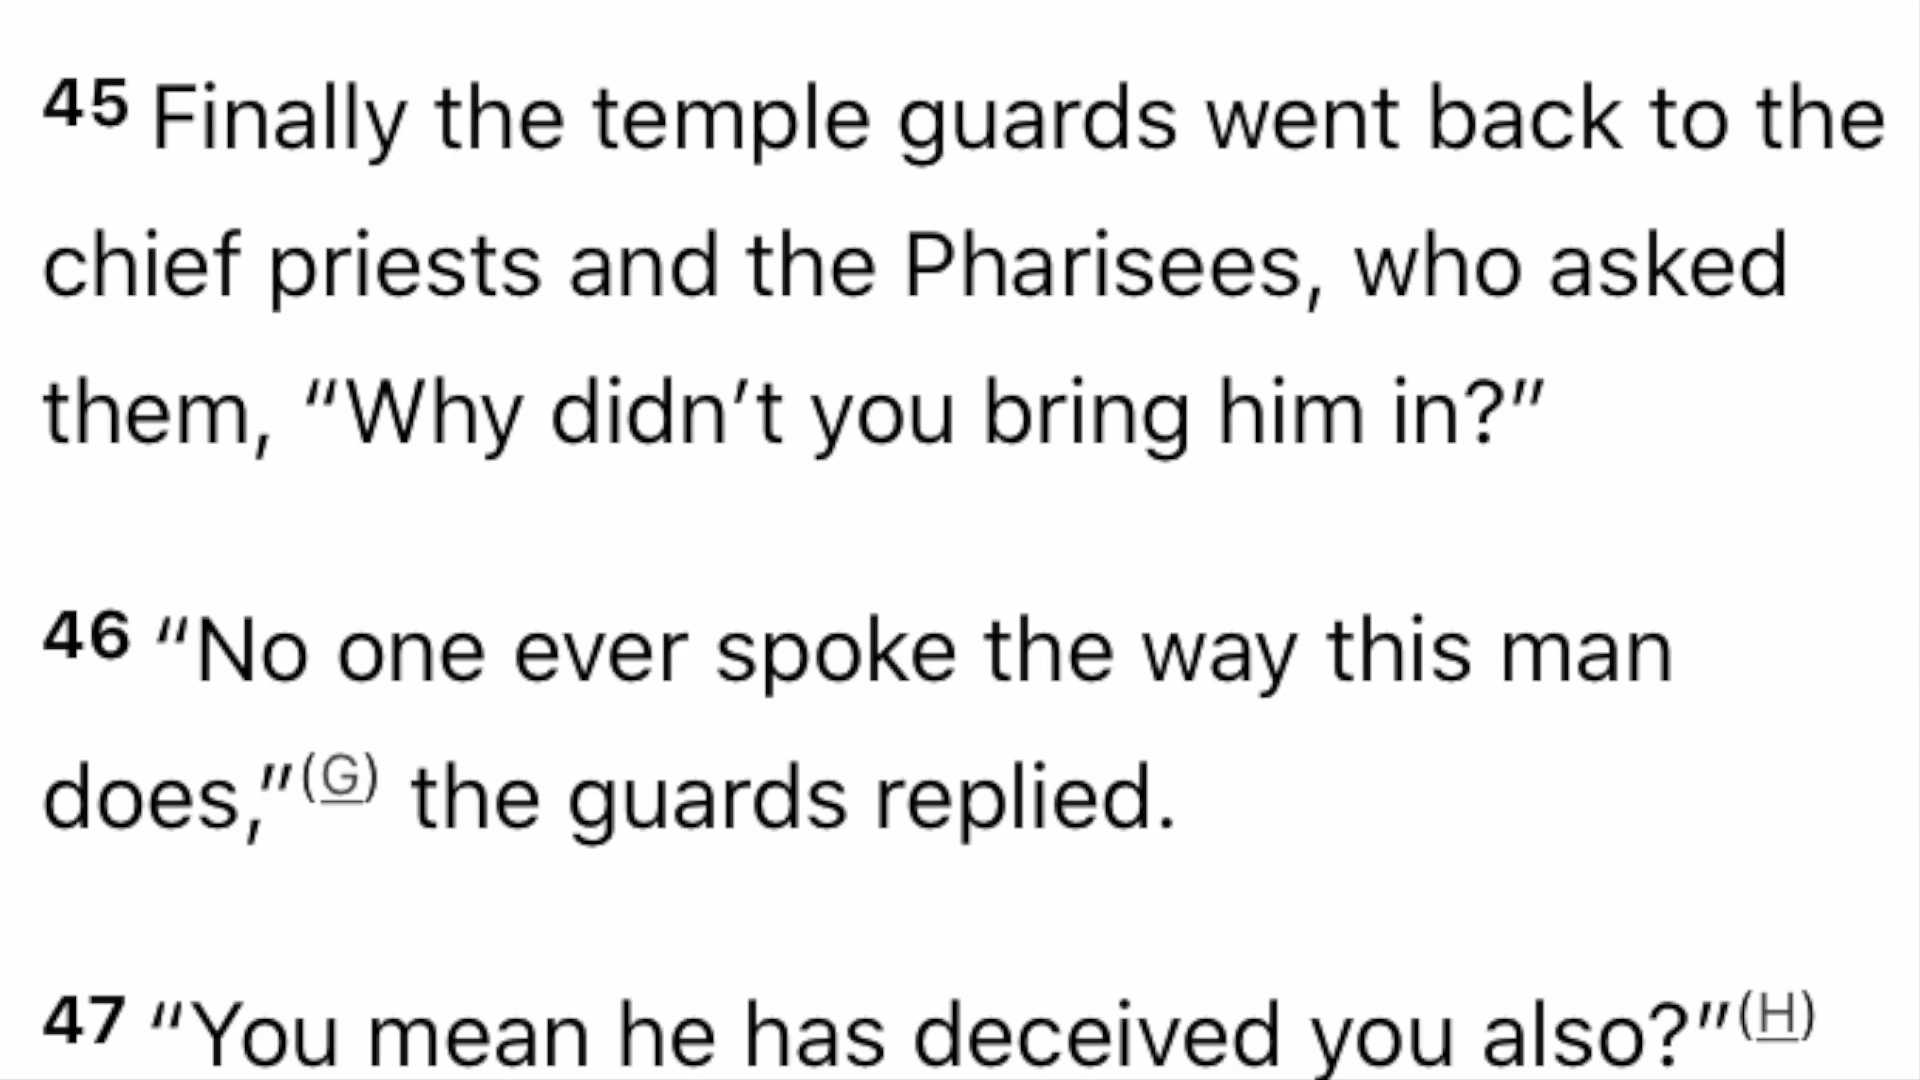 45 Finally the temple guards went back to the
chief priests and the Pharisees, who asked
them, “Why didn’t you bring him in?”
46 “No one ever spoke the way this man
does,”(G) the guards replied.
47 “You mean he has deceived you also?”(H)